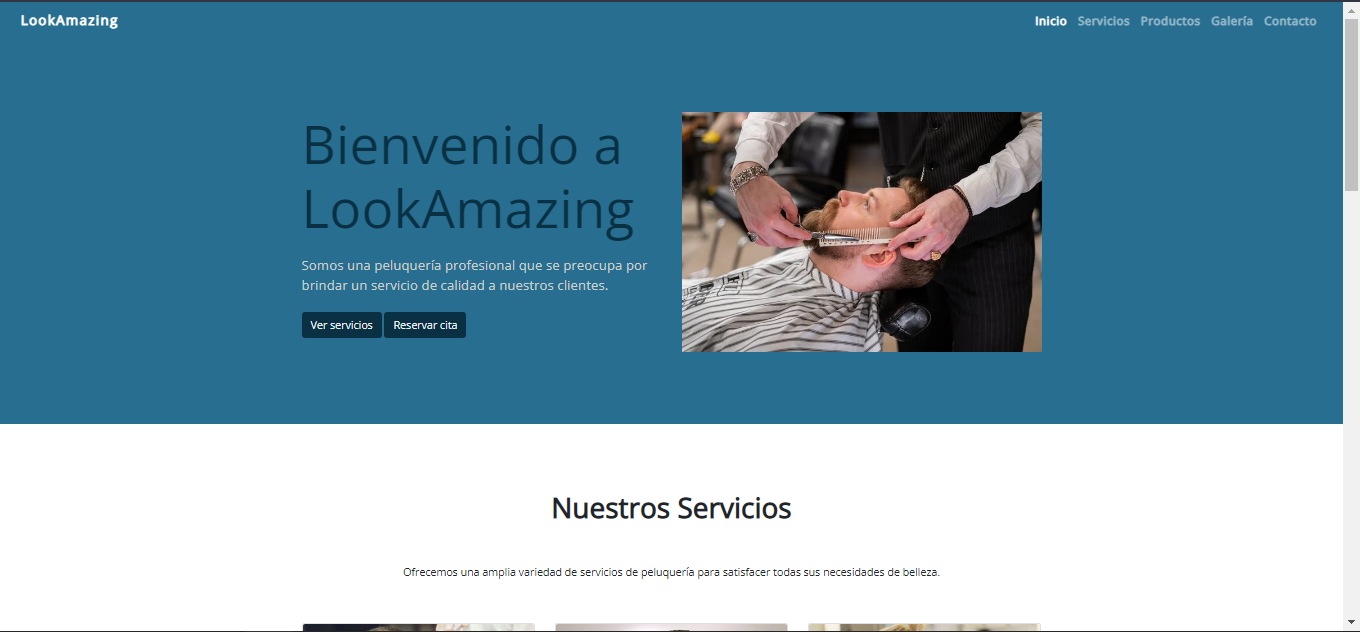 LookAmazing
Inicio Servicios Productos Galería Contacto
Bienvenido a
LookAmazing
Somos una peluquería profesional que se preocupa por
brindar un servicio de calidad a nuestros clientes.
Ver servicios Reservar cita
Nuestros Servicios
Ofrecemos una amplia variedad de servicios de peluquería para satisfacer todas sus necesidades de belleza.